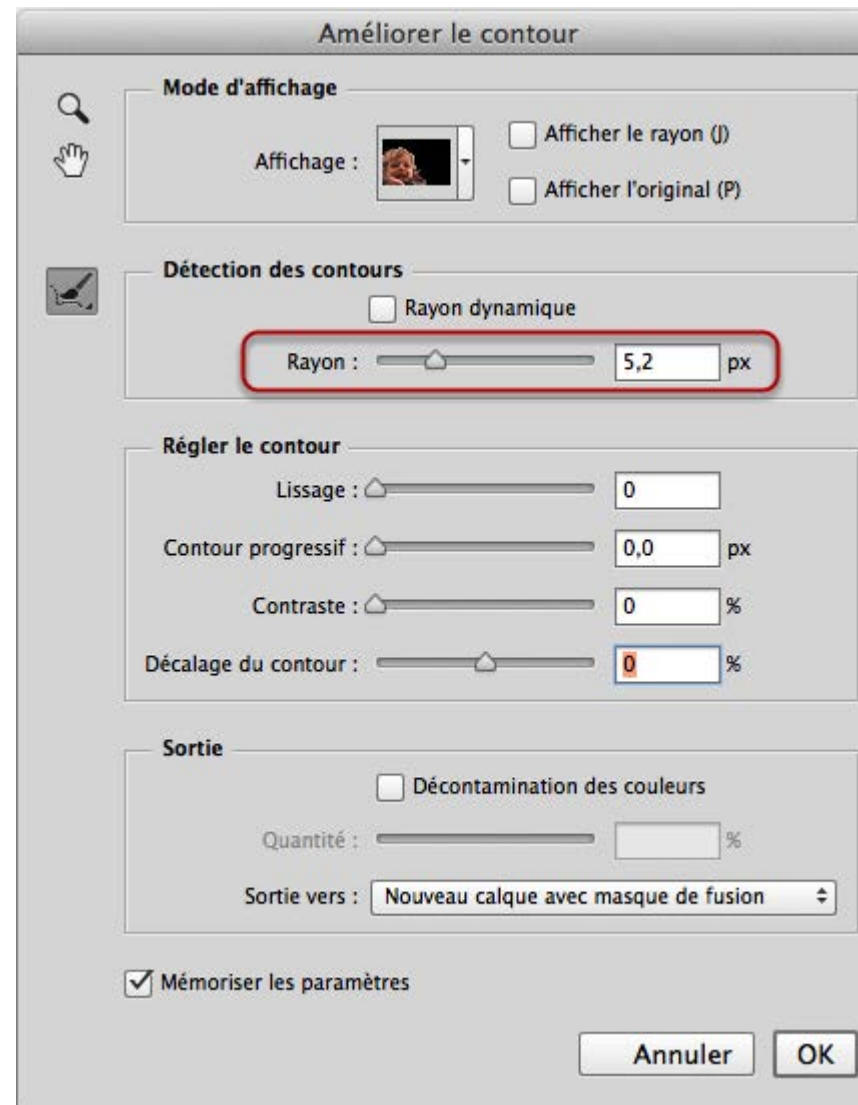 Améliorer le contour
Mode d'affichage
Affichage :
Afficher le rayon (J)
Afficher l'original (P)
Détection des contours
Rayon dynamique
Rayon : 5,2 px
Régler le contour
Lissage : 0
Contour progressif : 0,0 px
Contraste : 0 %
Décalage du contour : 0 %
Sortie
Décontamination des couleurs
Quantité : %
Sortie vers : Nouveau calque avec masque de fusion
Mémoriser les paramètres
Annuler OK